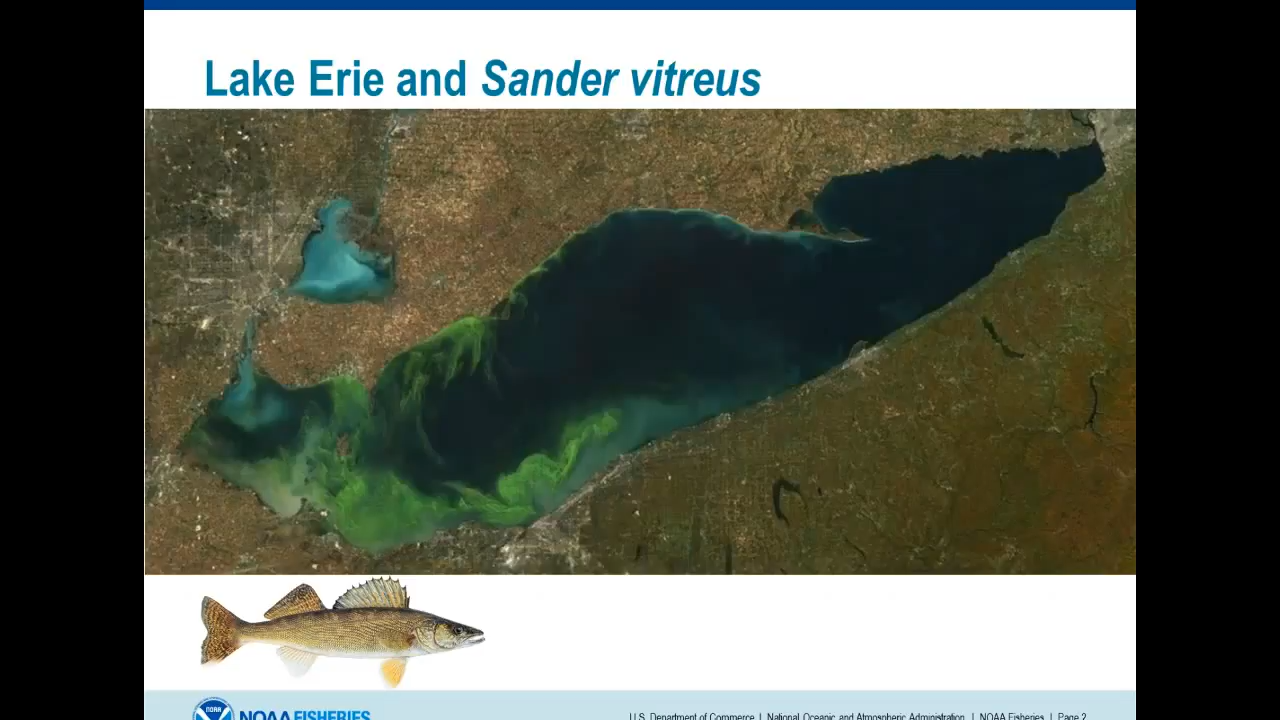 Lake Erie and Sander vitreus
NOAA
NOAA FISHERIES
U.S. Department of Commerce | National Oceanic and Atmospheric Administration | NOAA Fisheries | Page 2